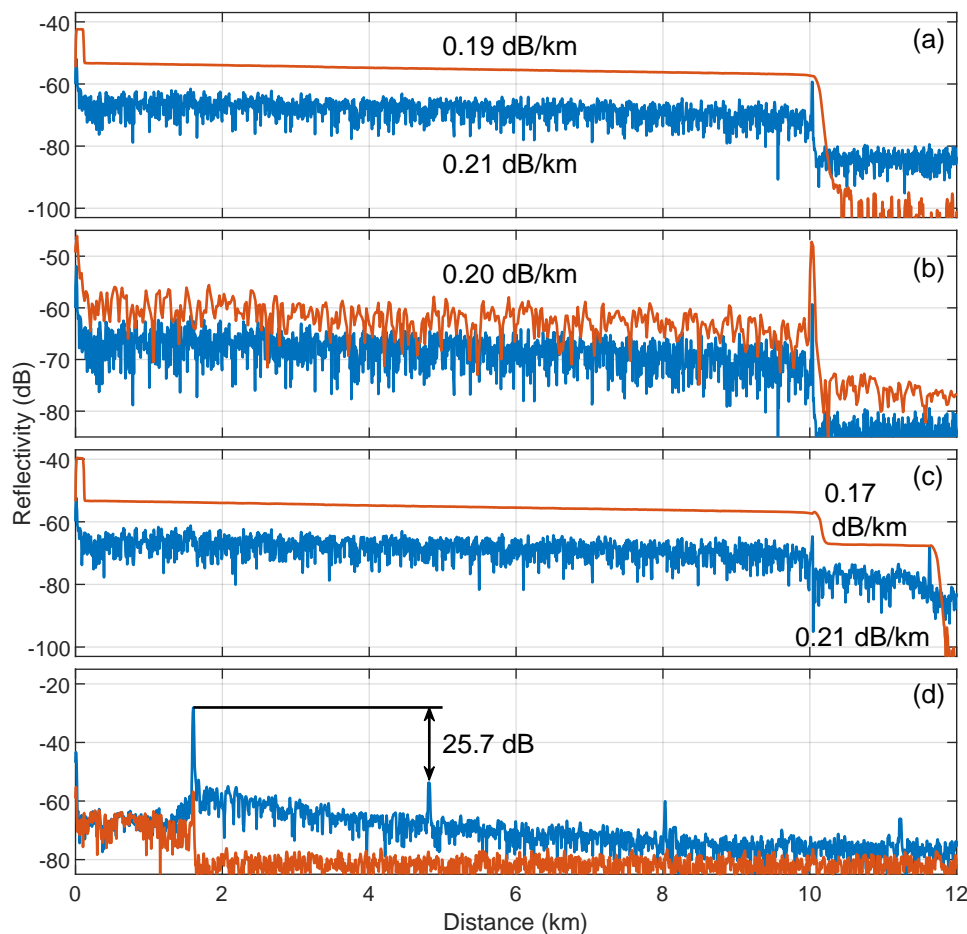 -40
-60
-80
-100
0.19 dB/km
(a)
0.21 dB/km
-50
-60
-70
-80
0.20 dB/km
(b)
Reflectivity (dB)
-40
-60
-80
-100
(c)
0.17
dB/km
0.21 dB/km
-20
-40
-60
-80
(d)
25.7 dB
0
2
4
6
8
10
12
Distance (km)